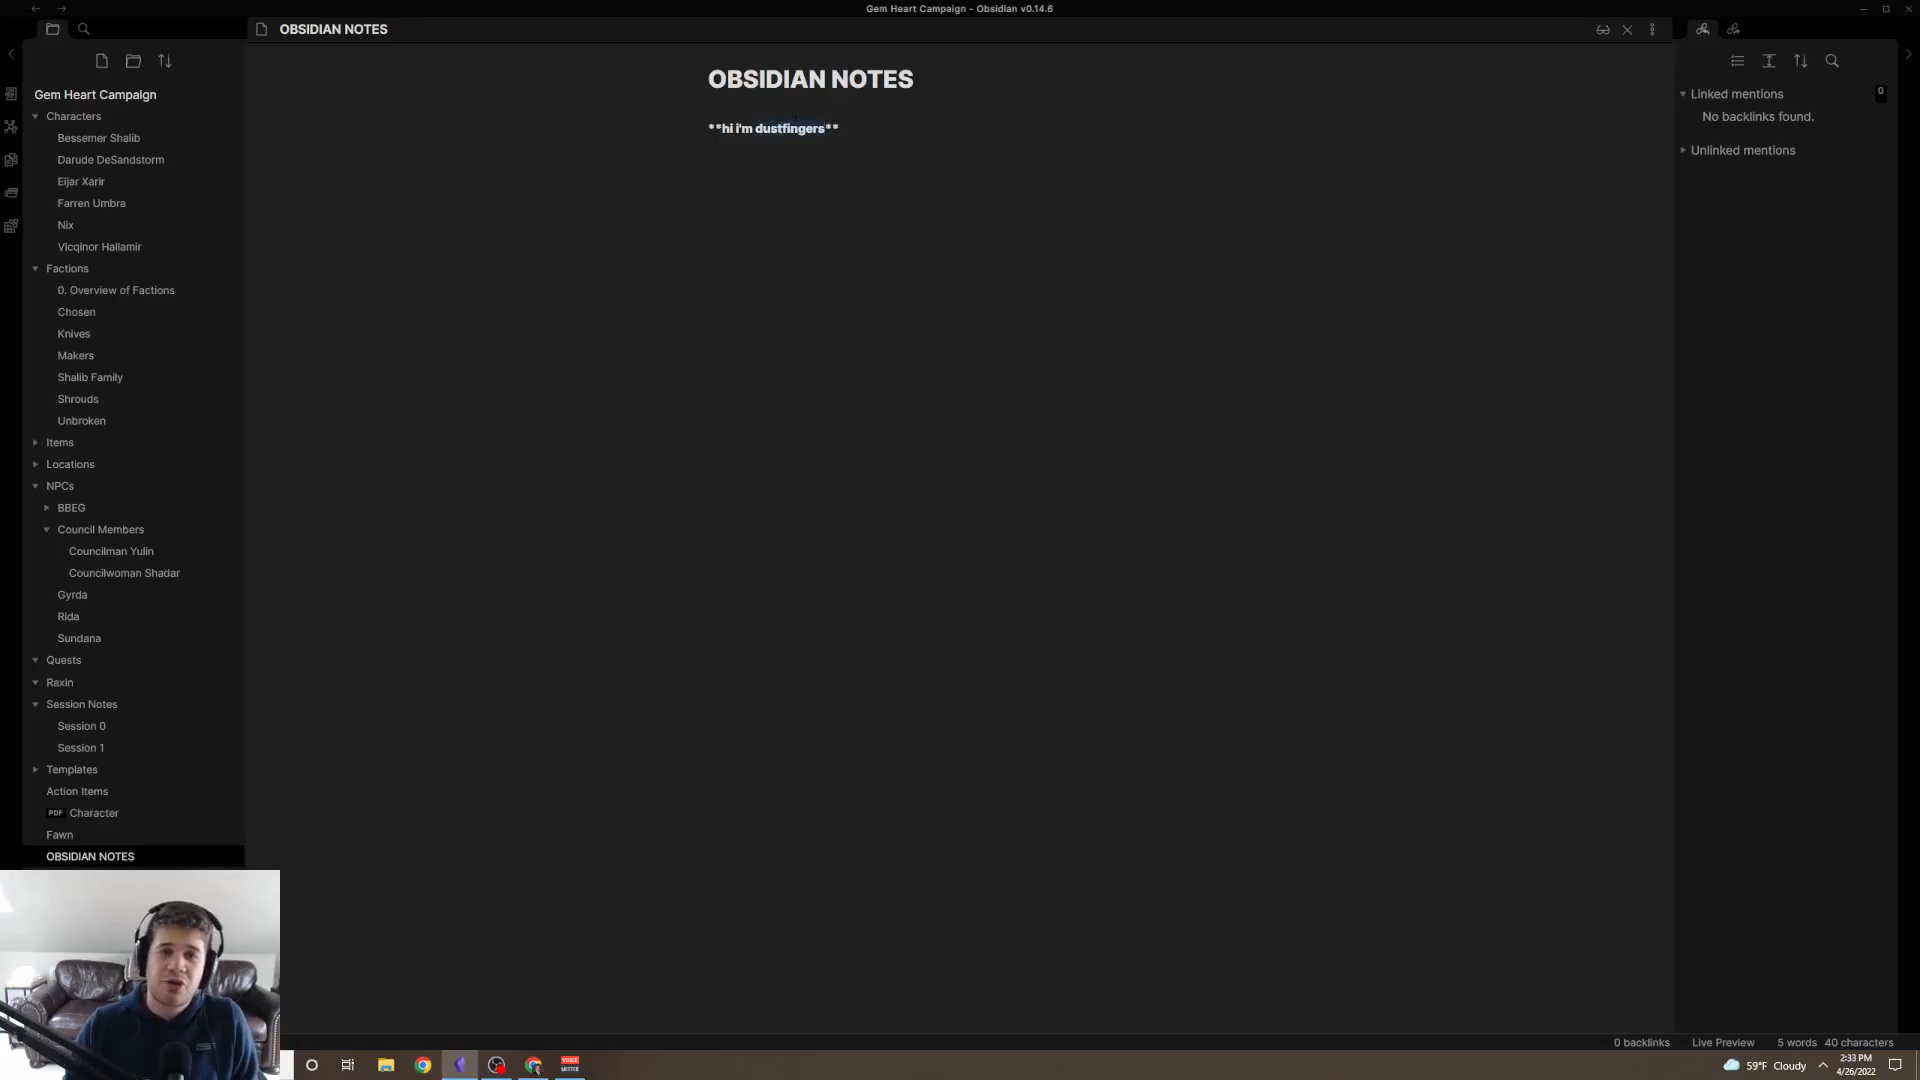 Gem Heart Campaign - Obsidian v0.14.6
OBSIDIAN NOTES
Gem Heart Campaign
Characters
Bessemer Shalib
Darude DeSandstorm
Eijar Xarir
Farren Umbra
Nix
Vicqinor Hallamir
Factions
0. Overview of Factions
Chosen
Knives
Makers
Shalib Family
Shrouds
Unbroken
Items
Locations
NPCs
BBEG
Council Members
Councilman Yulin
Councilwoman Shadar
Gyrda
Rida
Sundana
Quests
Raxin
Session Notes
Session 0
Session 1
Templates
Action Items
PDF Character
Fawn
OBSIDIAN NOTES
OBSIDIAN NOTES
**hi i'm dustfingers**
Linked mentions 0
No backlinks found.
Unlinked mentions
0 backlinks Live Preview 5 words 40 characters
VOICE
MEETER
59°F Cloudy
2:33 PM
4/26/2022